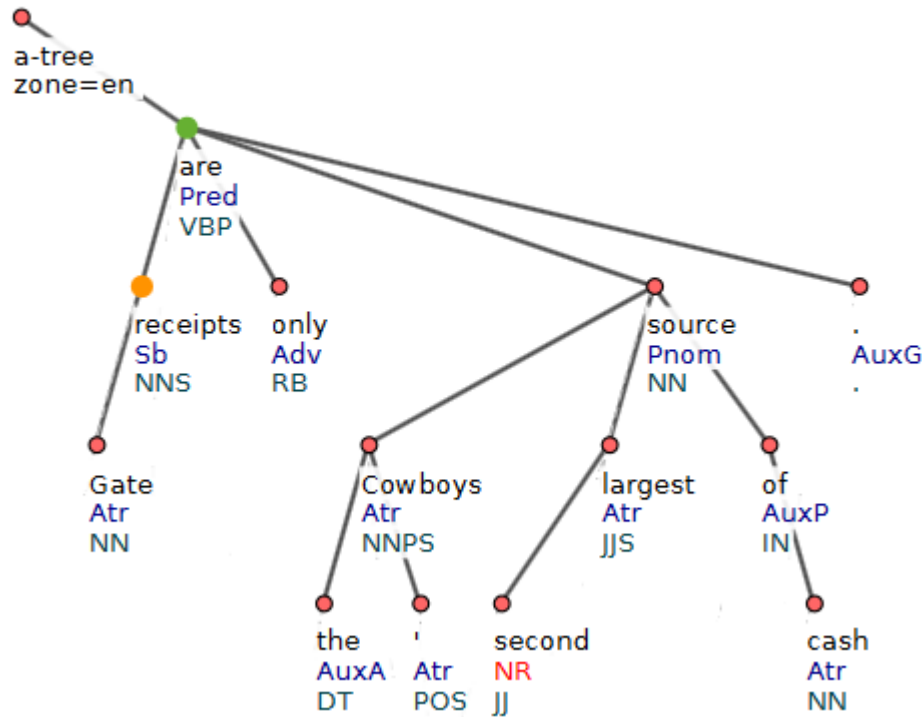 a-tree
zone=en
are
Pred
VBP
receipts
Sb
NNS
only
Adv
RB
source
Pnom
NN
.
AuxG
.
Gate
Atr
NN
Cowboys
Atr
NNPS
largest
Atr
JJS
of
AuxP
IN
the
AuxA
DT
'
Atr
POS
second
NR
JJ
cash
Atr
NN